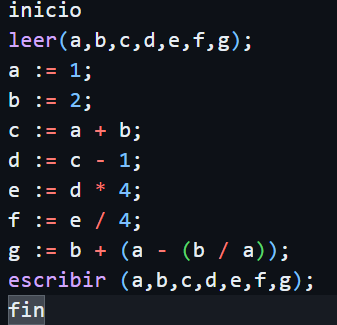 inicio
leer(a,b,c,d,e,f,g);
a := 1;
b := 2;
c := a + b;
d := c - 1;
e := d * 4;
f := e / 4;
g := b + (a - (b / a));
escribir (a,b,c,d,e,f,g);
fin